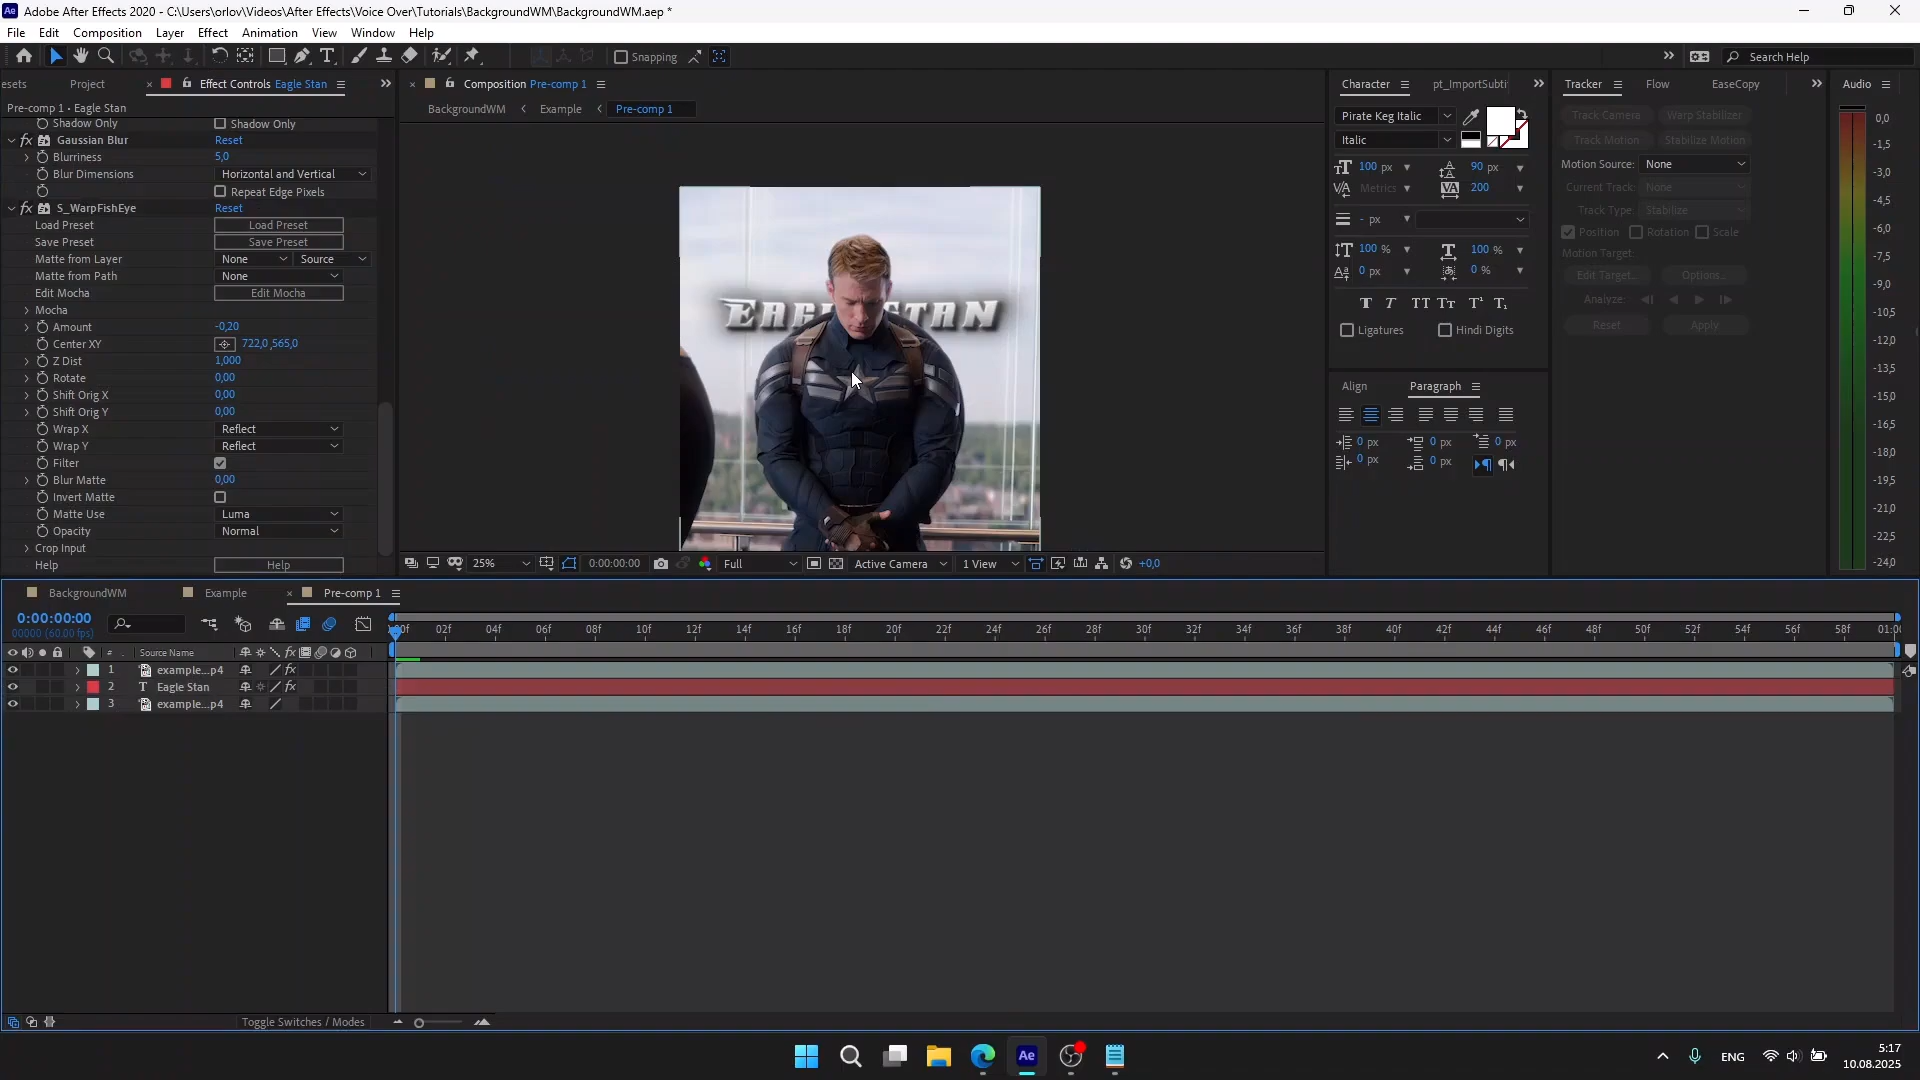 Adobe After Effects 2020 - C:\Users\orlov\Videos\After Effects\Voice Over\Tutorials\BackgroundWM\BackgroundWM.aep *
File Edit Composition Layer Effect Animation View Window Help
Snapping
Search Help
esets Project Effect Controls Eagle Stan
Pre-comp 1 • Eagle Stan
Shadow Only Shadow Only
fx Gaussian Blur Reset
Blurriness 5,0
Blur Dimensions Horizontal and Vertical
Repeat Edge Pixels
fx S_WarpFishEye Reset
Load Preset Load Preset
Save Preset Save Preset
Matte from Layer None Source
Matte from Path None
Edit Mocha Edit Mocha
Mocha
Amount -0,20
Center XY 722,0 ,565,0
Z Dist 1,000
Rotate 0,00
Shift Orig X 0,00
Shift Orig Y 0,00
Wrap X Reflect
Wrap Y Reflect
Filter
Blur Matte 0,00
Invert Matte
Matte Use Luma
Opacity Normal
Crop Input
Help Help
Composition Pre-comp 1
BackgroundWM Example Pre-comp 1
25% 0:00:00:00 Full Active Camera 1 View +0,0
Character pt_ImportSubti
Pirate Keg Italic
Italic
100 px 90 px
Metrics 200
- px
100 % 100 %
0 px 0 %
T T TT Tt T¹ T₁
Ligatures Hindi Digits
Align Paragraph
0 px 0 px 0 px
0 px 0 px
Tracker Flow EaseCopy
Track Camera Warp Stabilizer
Track Motion Stabilize Motion
Motion Source: None
Current Track: None
Track Type: Stabilize
Position Rotation Scale
Motion Target:
Edit Target... Options...
Analyze:
Reset Apply
Audio
0,0
-1,5
-3,0
-4,5
-6,0
-7,5
-9,0
-10,5
-12,0
-13,5
-15,0
-16,5
-18,0
-19,5
-21,0
-22,5
-24,0
BackgroundWM Example Pre-comp 1
0:00:00:00
00000 (60.00 fps)
02f 04f 06f 08f 10f 12f 14f 16f 18f 20f 22f 24f 26f 28f 30f 32f 34f 36f 38f 40f 42f 44f 46f 48f 50f 52f 54f 56f 58f 01:0
# Source Name
1 example...p4 fx
2 T Eagle Stan fx
3 example...p4
Toggle Switches / Modes
ENG
5:17
10.08.2025